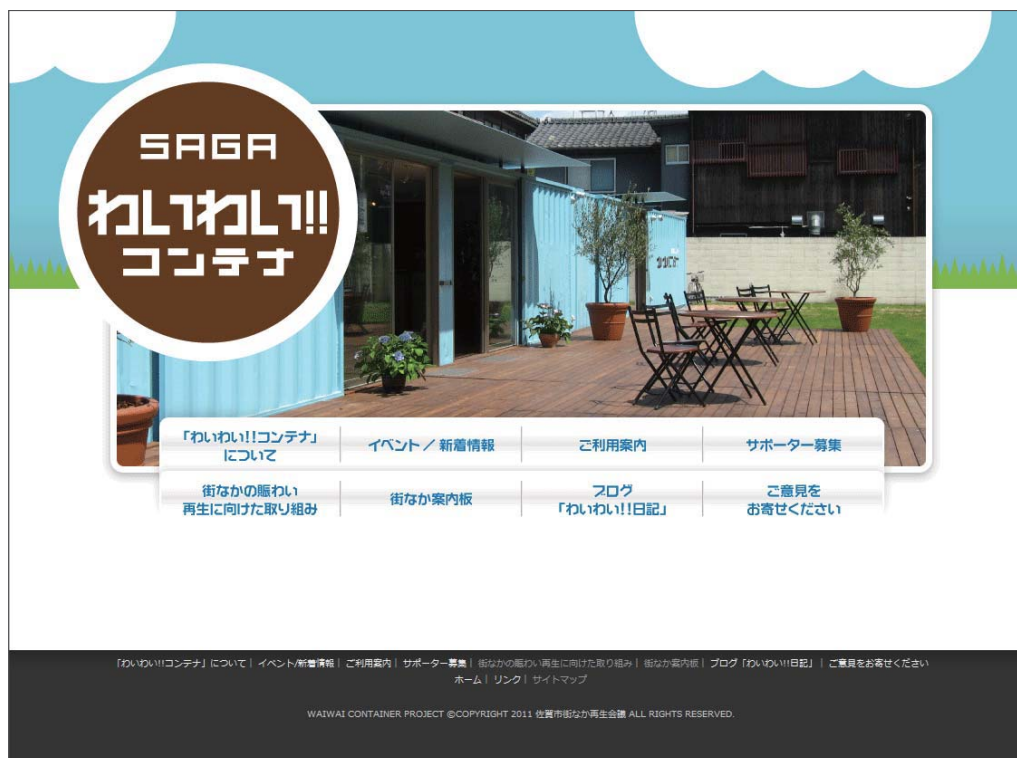 SAGA
わいわい!!
コンテナ
「わいわい!!コンテナ」
について
イベント／新着情報
ご利用案内
サポーター募集
街なかの賑わい
再生に向けた取り組み
街なか案内板
ブログ
「わいわい!!日記」
ご意見を
お寄せください
「わいわい!!コンテナ」について | イベント/新着情報 | ご利用案内 | サポーター募集 | 街なかの賑わい再生に向けた取り組み | 街なか案内板 | ブログ「わいわい!!日記」 | ご意見をお寄せください
ホーム | リンク | サイトマップ
WAIWAI CONTAINER PROJECT ©COPYRIGHT 2011 佐賀市街なか再生会議 ALL RIGHTS RESERVED.